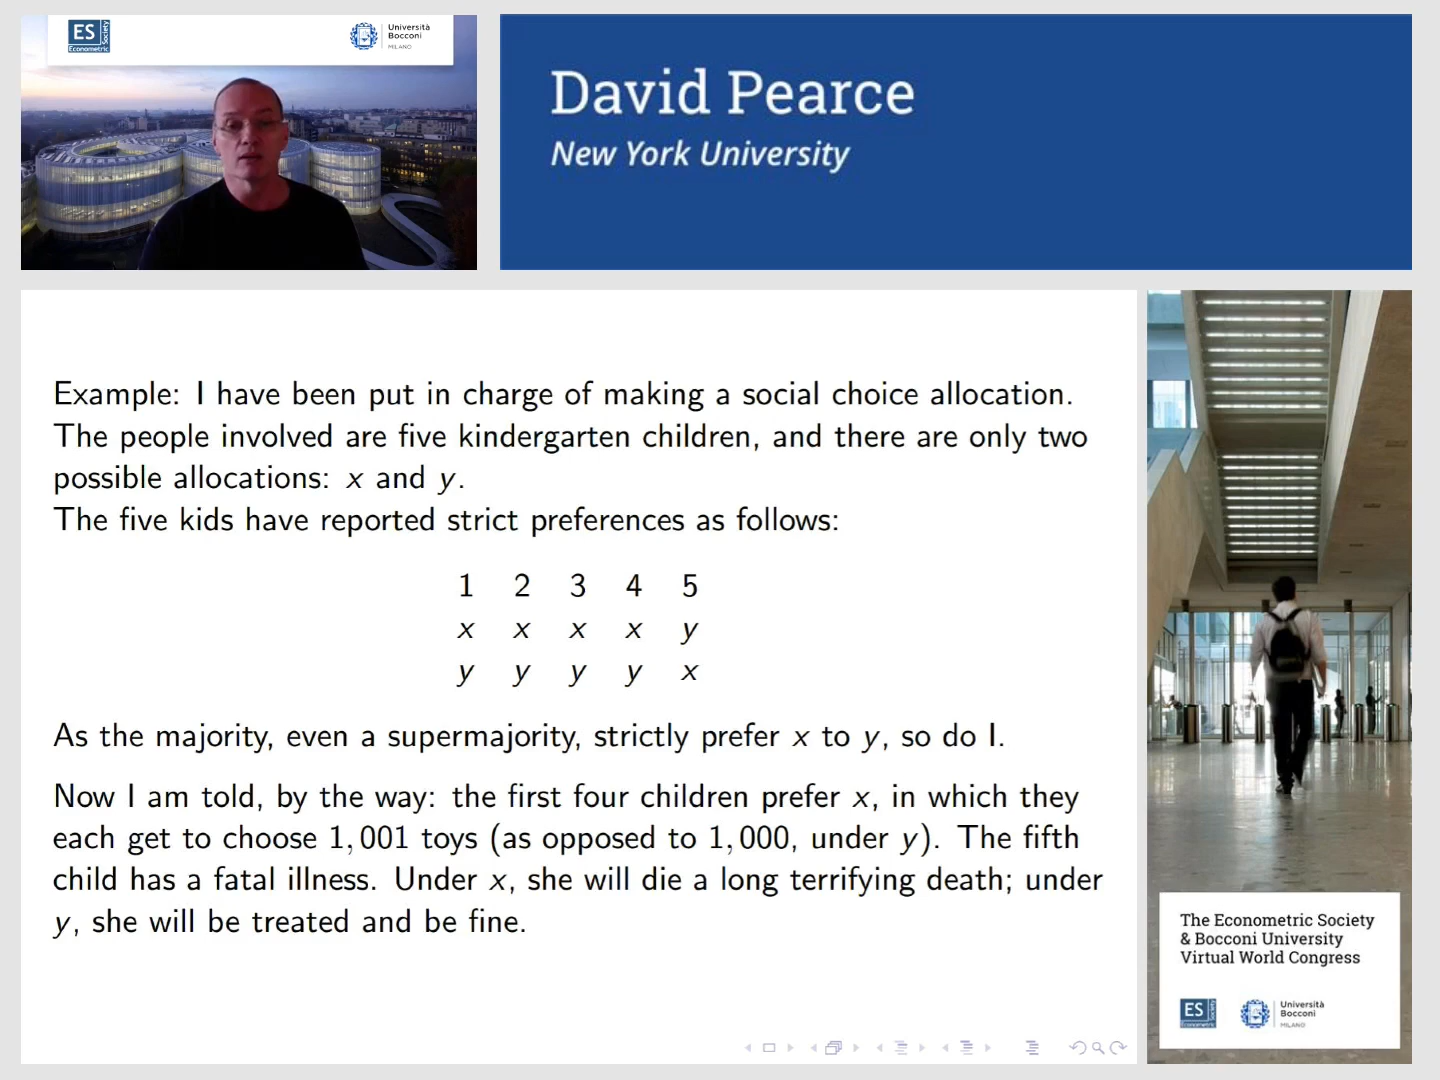 ES
Econometric
Society
Università
Bocconi
MILANO
David Pearce
New York University
Example: I have been put in charge of making a social choice allocation.
The people involved are five kindergarten children, and there are only two
possible allocations: x and y.
The five kids have reported strict preferences as follows:
1 2 3 4 5
x x x x y
y y y y x
As the majority, even a supermajority, strictly prefer x to y, so do I.
Now I am told, by the way: the first four children prefer x, in which they
each get to choose 1,001 toys (as opposed to 1,000, under y). The fifth
child has a fatal illness. Under x, she will die a long terrifying death; under
y, she will be treated and be fine.
The Econometric Society
& Bocconi University
Virtual World Congress
ES
Econometric
Society
Università
Bocconi
MILANO